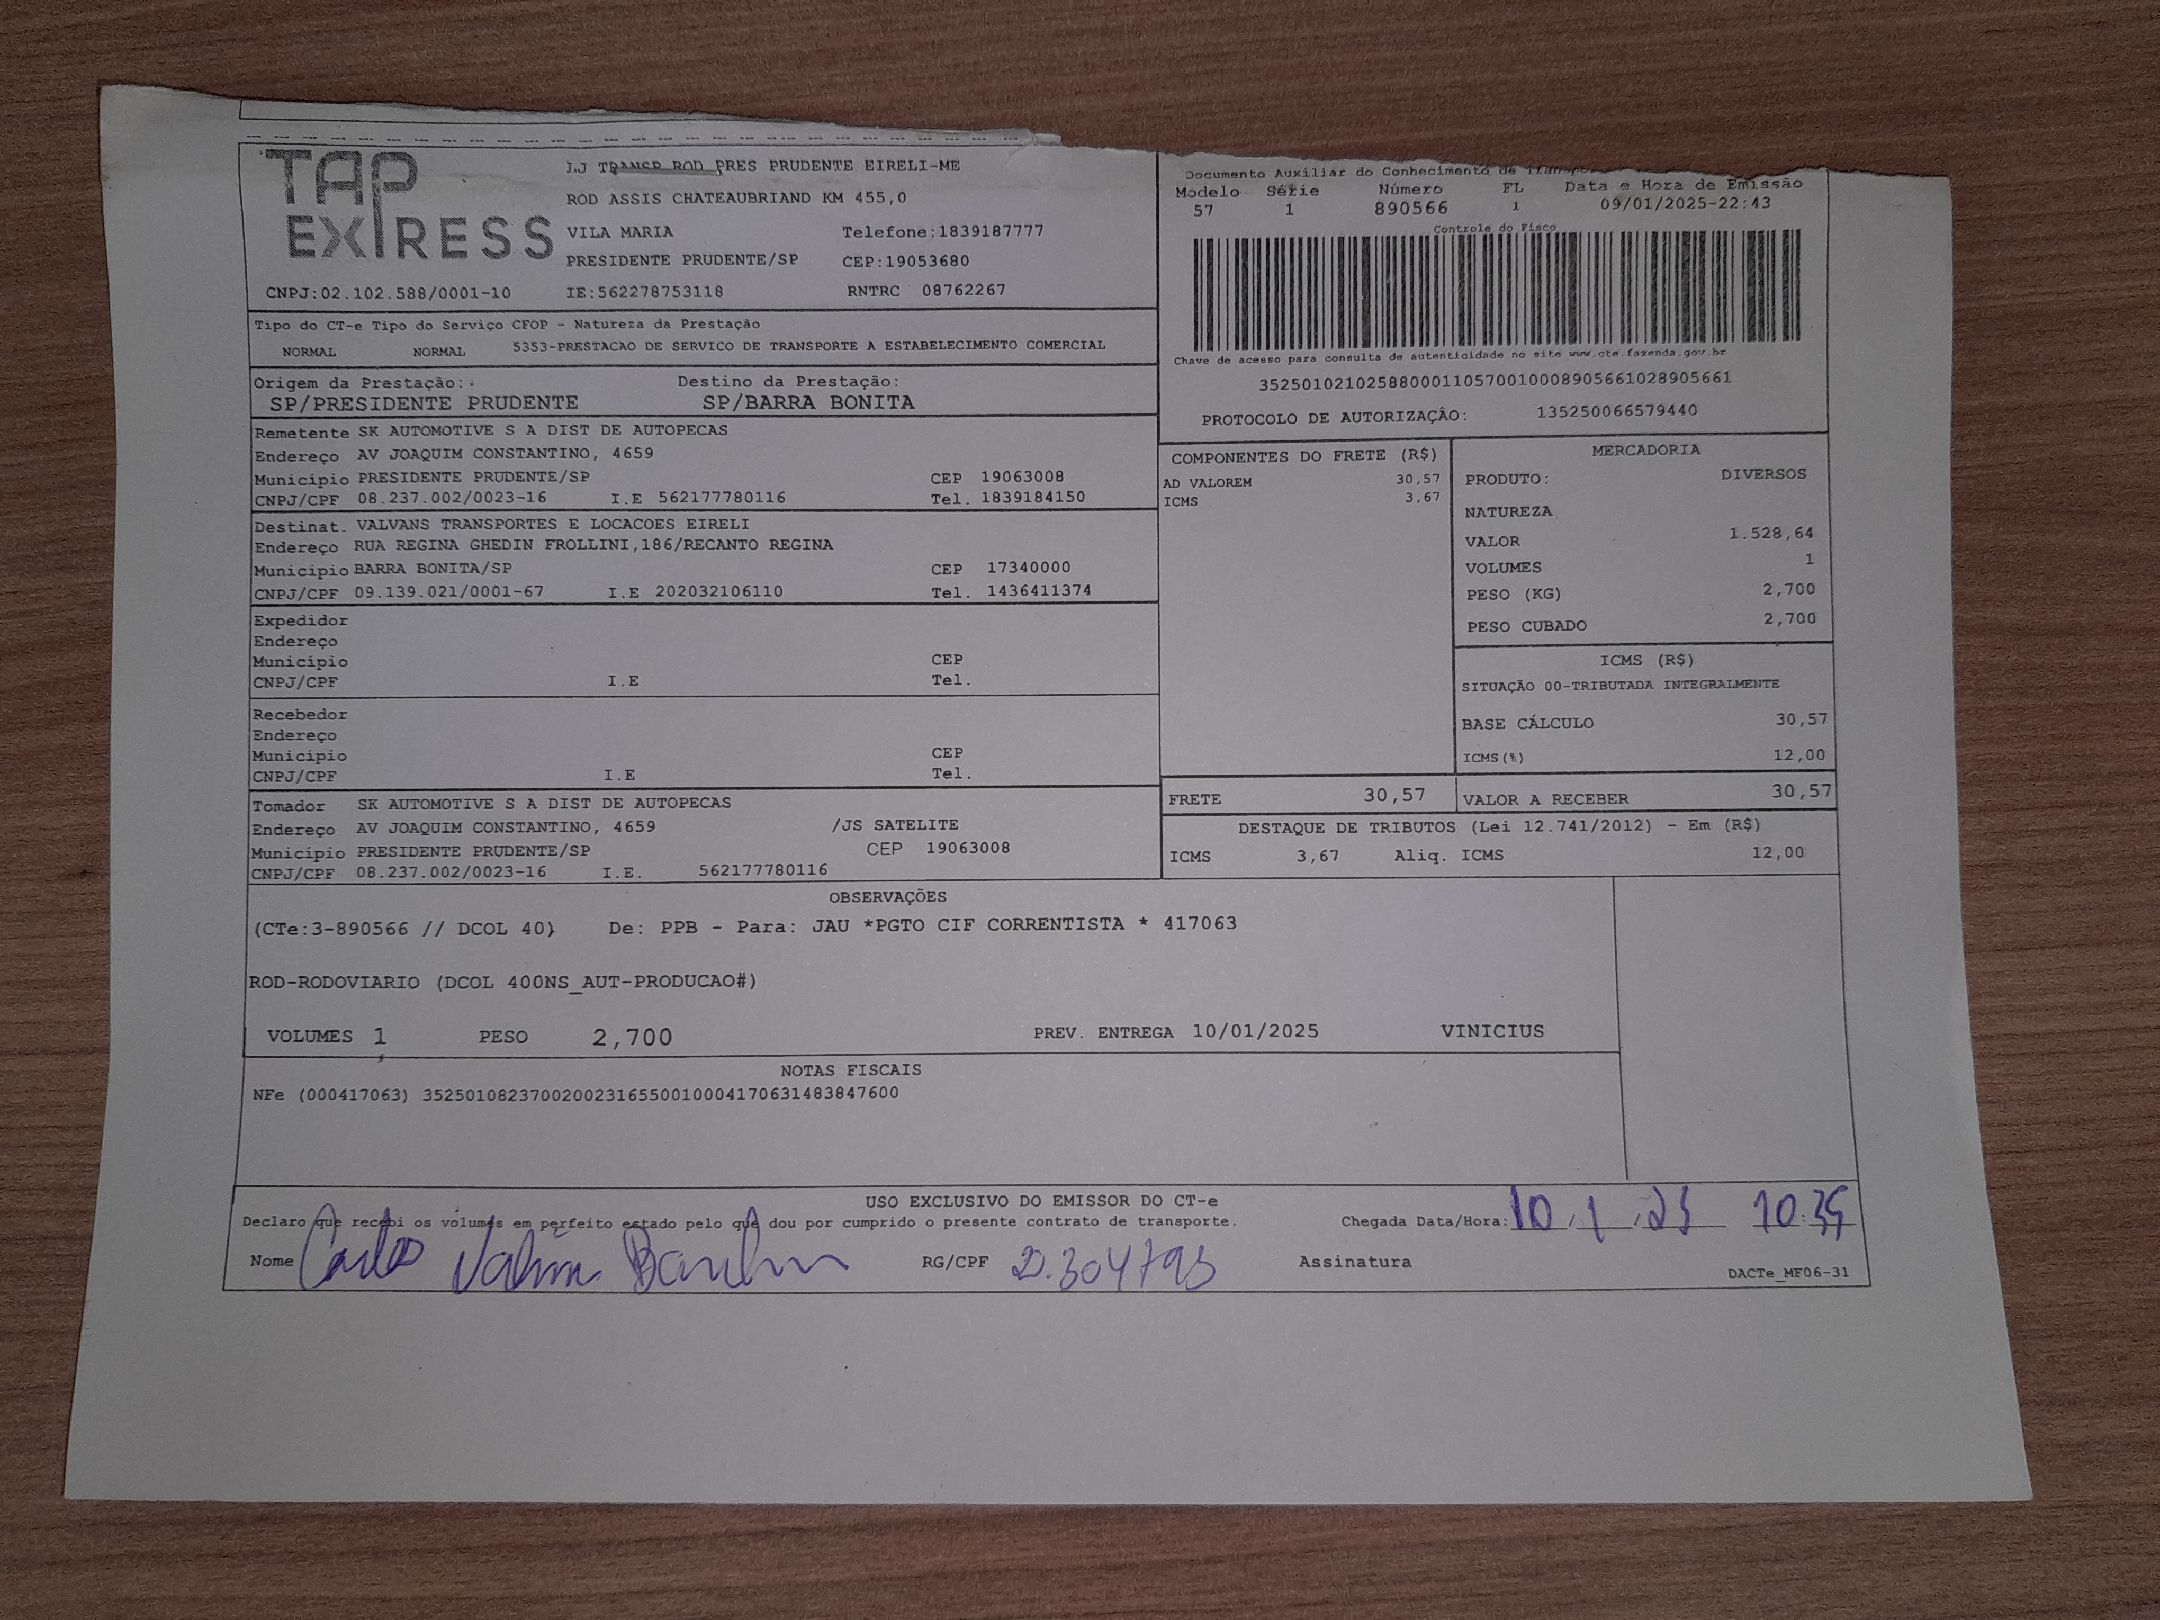 TAP EXPRESS
LJ TRANSP ROD PRES PRUDENTE EIRELI-ME
ROD ASSIS CHATEAUBRIAND KM 455,0
VILA MARIA Telefone:1839187777
PRESIDENTE PRUDENTE/SP CEP:19053680
CNPJ:02.102.588/0001-10 IE:562278753118 RNTRC 08762267
Documento Auxiliar do Conhecimento de
Modelo Série Número FL Data e Hora de Emissão
57 1 890566 1 09/01/2025-22:43
Controle do Fisco
Chave de acesso para consulta de autenticidade no site www.cte.fazenda.gov.br
35250102102588000110570010008905661028905661
PROTOCOLO DE AUTORIZAÇÂO: 135250066579440
Tipo do CT-e Tipo do Serviço CFOP - Natureza da Prestação
NORMAL NORMAL 5353-PRESTACAO DE SERVICO DE TRANSPORTE A ESTABELECIMENTO COMERCIAL
Origem da Prestação: Destino da Prestação:
SP/PRESIDENTE PRUDENTE SP/BARRA BONITA
Remetente SK AUTOMOTIVE S A DIST DE AUTOPECAS
Endereço AV JOAQUIM CONSTANTINO, 4659
Município PRESIDENTE PRUDENTE/SP CEP 19063008
CNPJ/CPF 08.237.002/0023-16 I.E 562177780116 Tel. 1839184150
Destinat. VALVANS TRANSPORTES E LOCACOES EIRELI
Endereço RUA REGINA GHEDIN FROLLINI,186/RECANTO REGINA
Município BARRA BONITA/SP CEP 17340000
CNPJ/CPF 09.139.021/0001-67 I.E 202032106110 Tel. 1436411374
Expedidor
Endereço
Município CEP
CNPJ/CPF I.E Tel.
Recebedor
Endereço
Município CEP
CNPJ/CPF I.E Tel.
Tomador SK AUTOMOTIVE S A DIST DE AUTOPECAS
Endereço AV JOAQUIM CONSTANTINO, 4659 /JS SATELITE
Município PRESIDENTE PRUDENTE/SP CEP 19063008
CNPJ/CPF 08.237.002/0023-16 I.E. 562177780116
COMPONENTES DO FRETE (R$)
AD VALOREM 30,57
ICMS 3,67
MERCADORIA
PRODUTO: DIVERSOS
NATUREZA
VALOR 1.528,64
VOLUMES 1
PESO (KG) 2,700
PESO CUBADO 2,700
ICMS (R$)
SITUAÇÃO 00-TRIBUTADA INTEGRALMENTE
BASE CÁLCULO 30,57
ICMS(%) 12,00
FRETE 30,57 VALOR A RECEBER 30,57
DESTAQUE DE TRIBUTOS (Lei 12.741/2012) - Em (R$)
ICMS 3,67 Aliq. ICMS 12,00
OBSERVAÇÕES
(CTe:3-890566 // DCOL 40} De: PPB - Para: JAU *PGTO CIF CORRENTISTA * 417063
ROD-RODOVIARIO (DCOL 400NS_AUT-PRODUCAO#)
VOLUMES 1 PESO 2,700 PREV. ENTREGA 10/01/2025 VINICIUS
NOTAS FISCAIS
NFe (000417063) 35250108237002002316550010004170631483847600
USO EXCLUSIVO DO EMISSOR DO CT-e
Declaro que recebi os volumes em perfeito estado pelo que dou por cumprido o presente contrato de transporte. Chegada Data/Hora: 10 / 1 / 25 10:35
Nome Carlos Valim RG/CPF Assinatura
DACTe_MF06-31